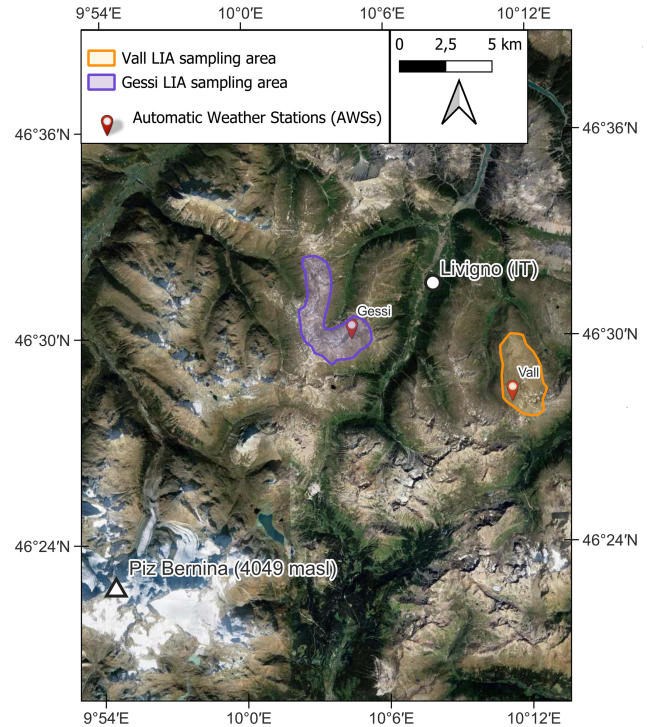 9°54′E 10°0′E 10°6′E 10°12′E
Vall LIA sampling area
Gessi LIA sampling area
Automatic Weather Stations (AWSs)
0 2,5 5 km
46°36′N 46°36′N
Livigno (IT)
Gessi
46°30′N 46°30′N
Vall
46°24′N 46°24′N
Piz Bernina (4049 masl)
9°54′E 10°0′E 10°6′E 10°12′E